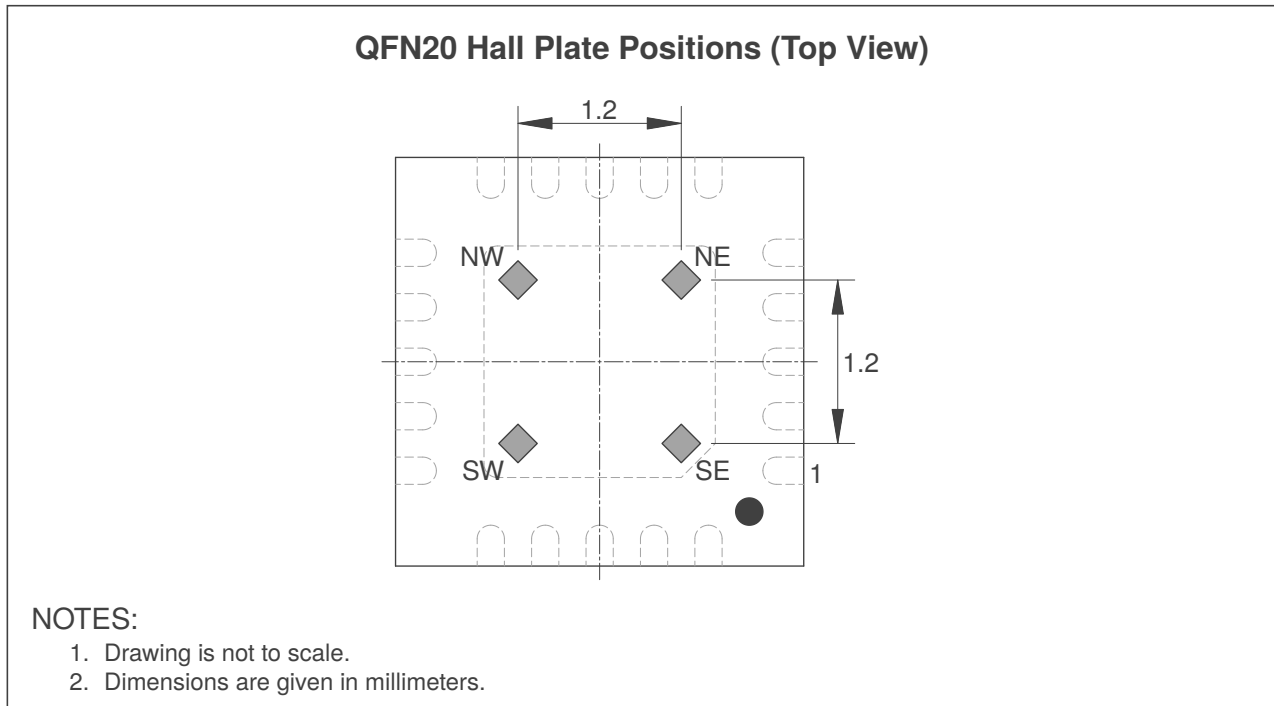 QFN20 Hall Plate Positions (Top View)
1.2
NW
NE
1.2
SW
SE
1
NOTES:
1. Drawing is not to scale.
2. Dimensions are given in millimeters.